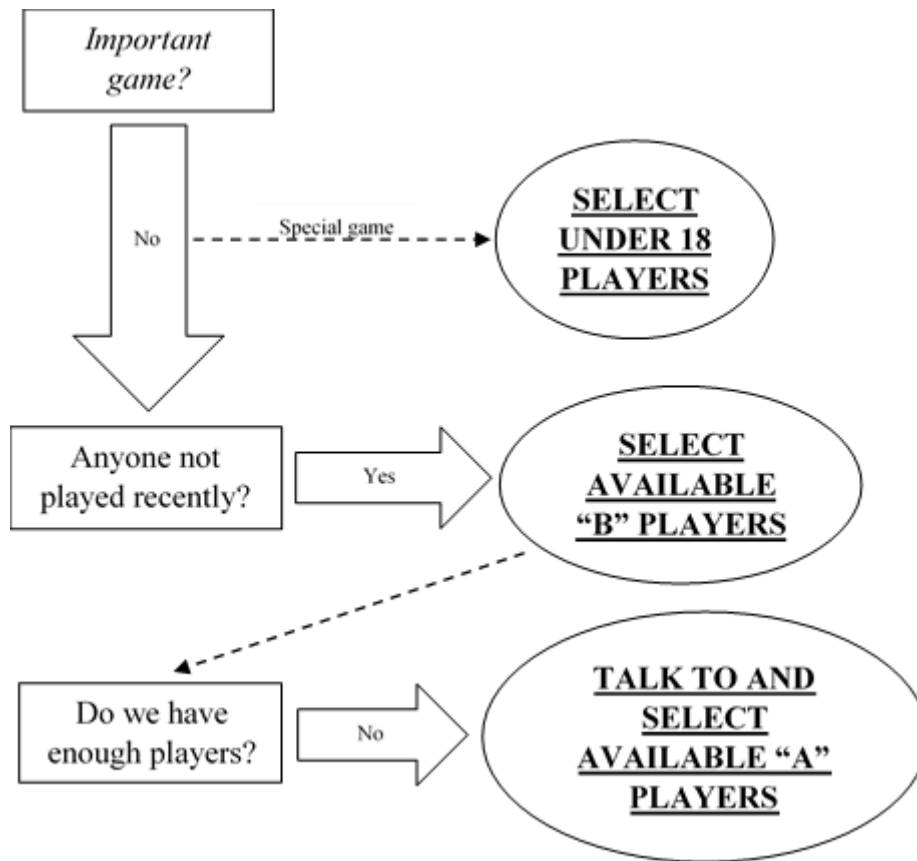 Important
game?
No
Special game
SELECT
UNDER 18
PLAYERS
Anyone not
played recently?
Yes
SELECT
AVAILABLE
“B” PLAYERS
Do we have
enough players?
No
TALK TO AND
SELECT
AVAILABLE “A”
PLAYERS